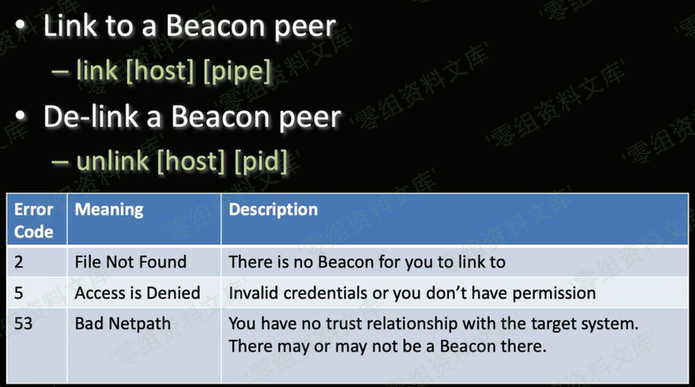 • Link to a Beacon peer
– link [host] [pipe]
• De-link a Beacon peer
– unlink [host] [pid]
Error Code Meaning Description
2 File Not Found There is no Beacon for you to link to
5 Access is Denied Invalid credentials or you don’t have permission
53 Bad Netpath You have no trust relationship with the target system.
There may or may not be a Beacon there.
'零组资料文库'